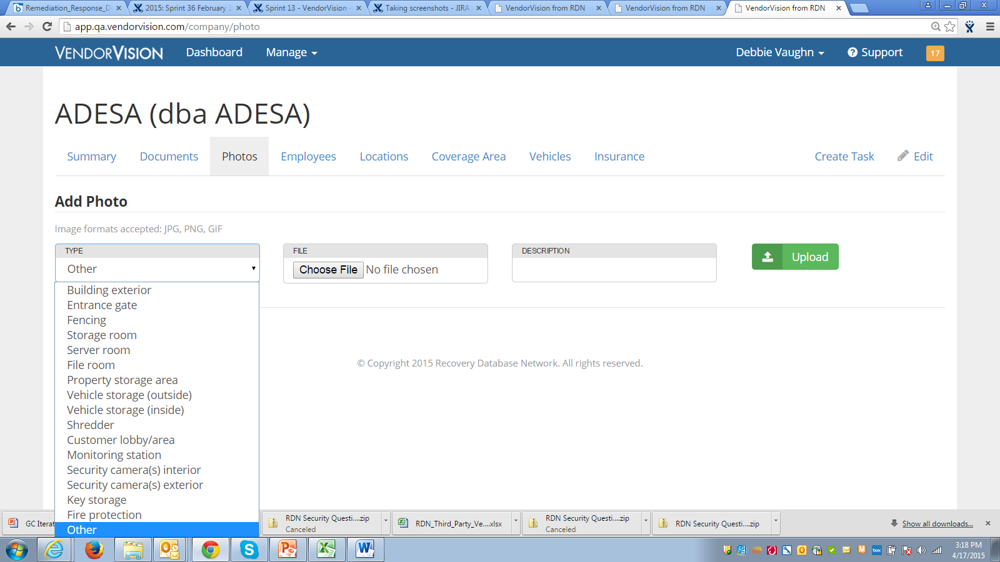 Remediation_Response_D
2015: Sprint 36 February 1
Sprint 13 - VendorVision -
Taking screenshots - JIRA
VendorVision from RDN
VendorVision from RDN
VendorVision from RDN
app.qa.vendorvision.com/company/photo
VENDORVISION
Dashboard
Manage
Debbie Vaughn
Support
17
ADESA (dba ADESA)
Summary
Documents
Photos
Employees
Locations
Coverage Area
Vehicles
Insurance
Create Task
Edit
Add Photo
Image formats accepted: JPG, PNG, GIF
TYPE
Other
FILE
Choose File No file chosen
DESCRIPTION
Upload
Building exterior
Entrance gate
Fencing
Storage room
Server room
File room
Property storage area
Vehicle storage (outside)
Vehicle storage (inside)
Shredder
Customer lobby/area
Monitoring station
Security camera(s) interior
Security camera(s) exterior
Key storage
Fire protection
Other
© Copyright 2015 Recovery Database Network. All rights reserved.
GC Iterat
RDN Security Questi....zip
Canceled
RDN_Third_Party_Ve....xlsx
RDN Security Questi....zip
Canceled
RDN Security Questi....zip
Show all downloads...
3:18 PM
4/17/2015